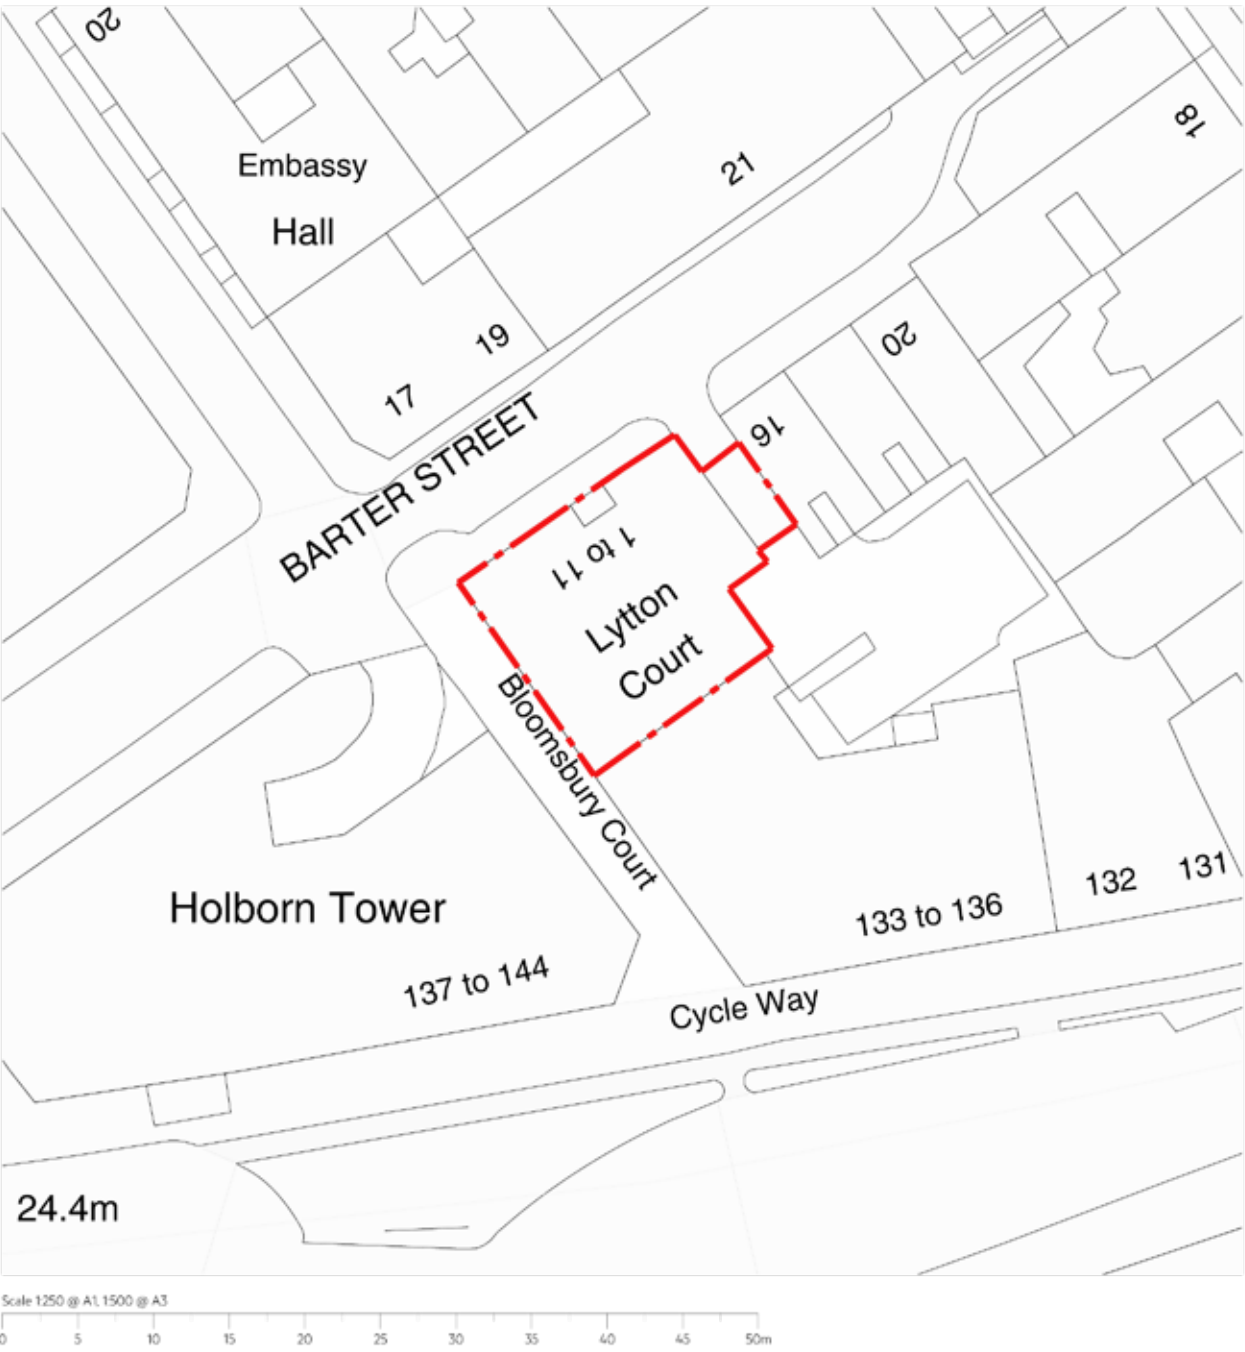 20
18
Embassy
Hall
21
19
20
17
16
BARTER STREET
1 to 11
Lytton
Court
Bloomsbury Court
Holborn Tower
137 to 144
133 to 136
132
131
Cycle Way
24.4m
Scale 1:250 @ A1, 1:500 @ A3
0 5 10 15 20 25 30 35 40 45 50m